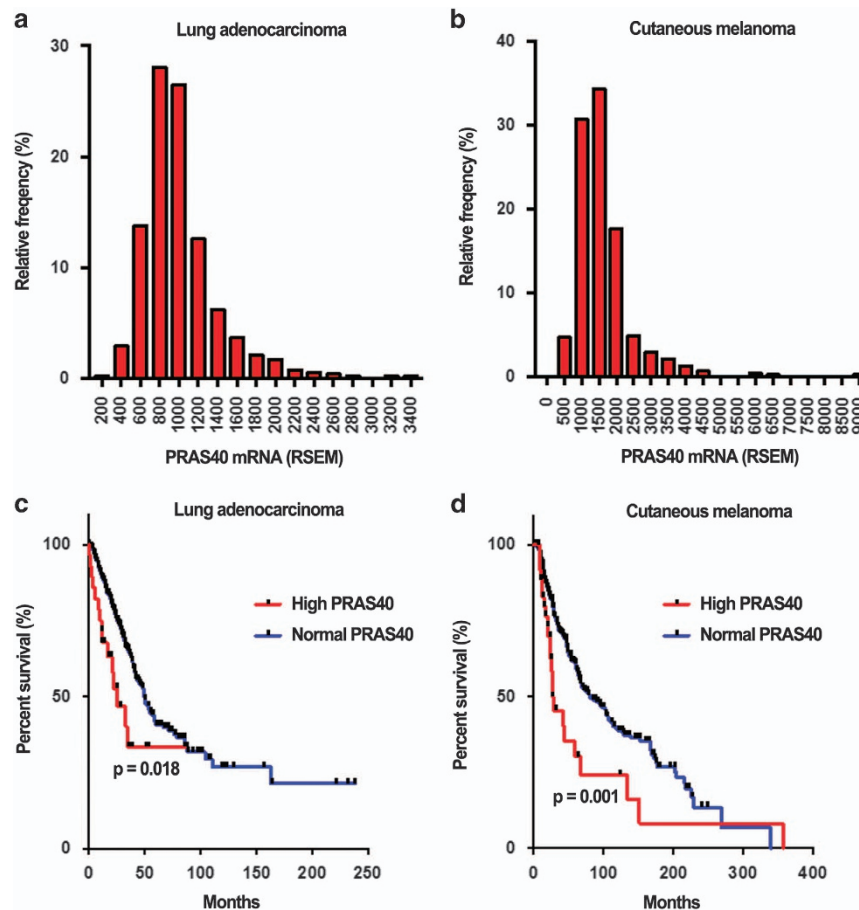 a
Lung adenocarcinoma
30
20
10
0
Relative freqency (%)
200
400
600
800
1000
1200
1400
1600
1800
2000
2200
2400
2600
2800
3000
3200
3400
PRAS40 mRNA (RSEM)
b
Cutaneous melanoma
40
30
20
10
0
Relative freqency (%)
0
500
1000
1500
2000
2500
3000
3500
4000
4500
5000
5500
6000
6500
7000
7500
8000
8500
9000
PRAS40 mRNA (RSEM)
c
Lung adenocarcinoma
100
50
0
Percent survival (%)
High PRAS40
Normal PRAS40
p = 0.018
0 50 100 150 200 250
Months
d
Cutaneous melanoma
100
50
0
Percent survival (%)
High PRAS40
Normal PRAS40
p = 0.001
0 100 200 300 400
Months